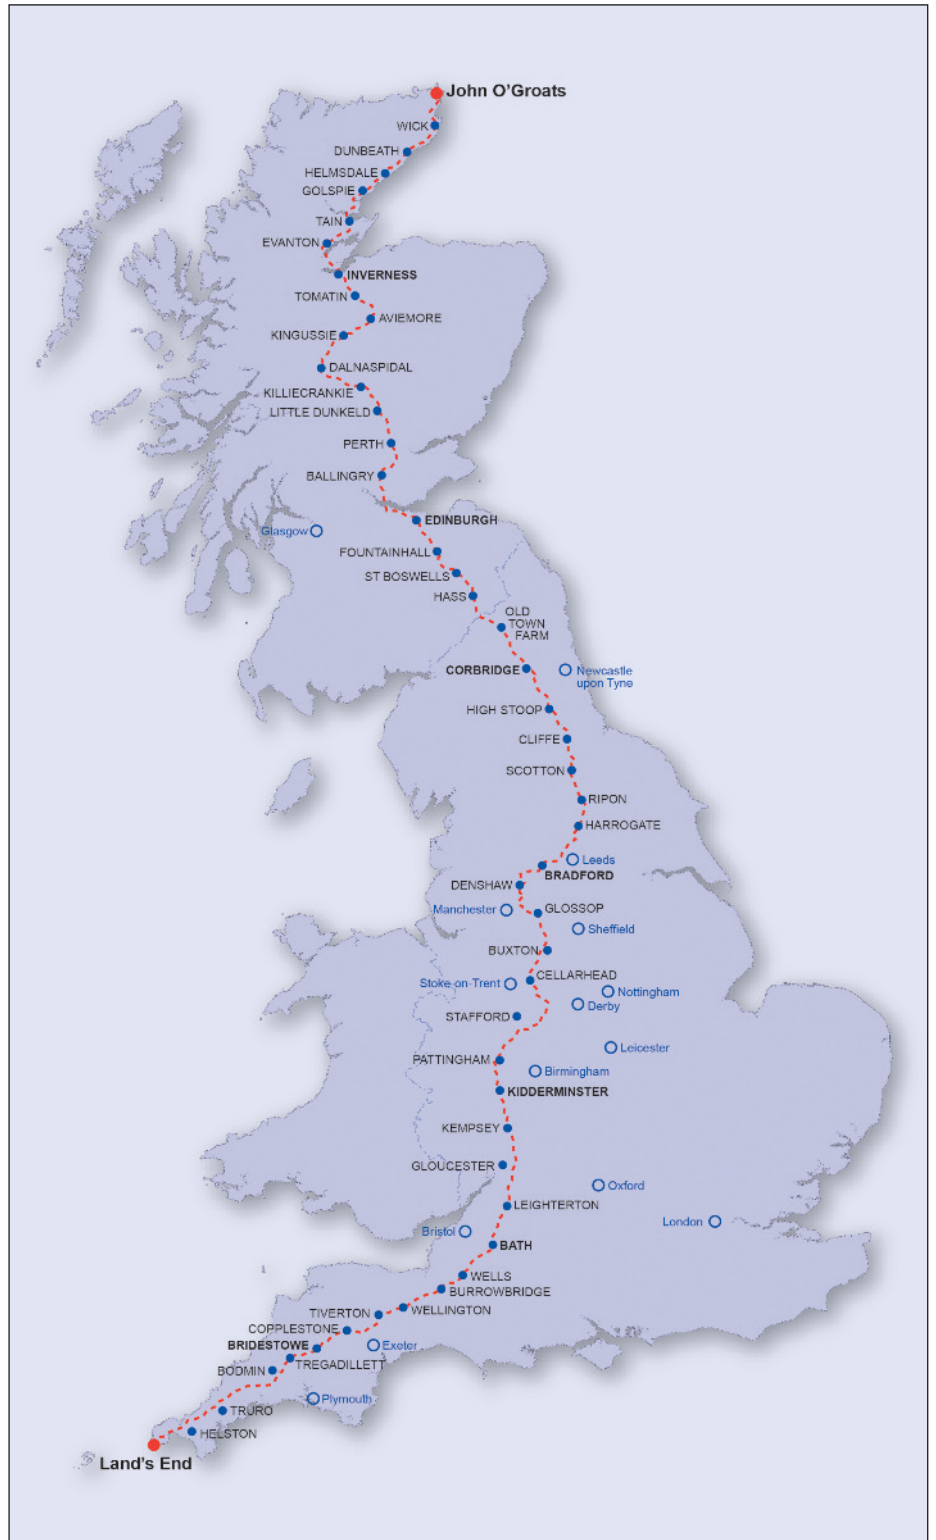 John O'Groats
WICK
DUNBEATH
HELMSDALE
GOLSPIE
TAIN
EVANTON
INVERNESS
TOMATIN
AVIEMORE
KINGUSSIE
DALNASPIDAL
KILLIECRANKIE
LITTLE DUNKELD
PERTH
BALLINGRY
EDINBURGH
Glasgow
FOUNTAINHALL
ST BOSWELLS
HASS
OLD
TOWN
FARM
CORBRIDGE
Newcastle
upon Tyne
HIGH STOOP
CLIFFE
SCOTTON
RIPON
HARROGATE
Leeds
BRADFORD
DENSHAW
Manchester
GLOSSOP
Sheffield
BUXTON
CELLARHEAD
Stoke-on-Trent
Nottingham
Derby
STAFFORD
Leicester
PATTINGHAM
Birmingham
KIDDERMINSTER
KEMPSEY
GLOUCESTER
Oxford
LEIGHTERTON
London
Bristol
BATH
WELLS
BURROWBRIDGE
WELLINGTON
TIVERTON
COPPLESTONE
Exeter
BRIDESTOWE
TREGADILLETT
BODMIN
Plymouth
TRURO
HELSTON
Land's End